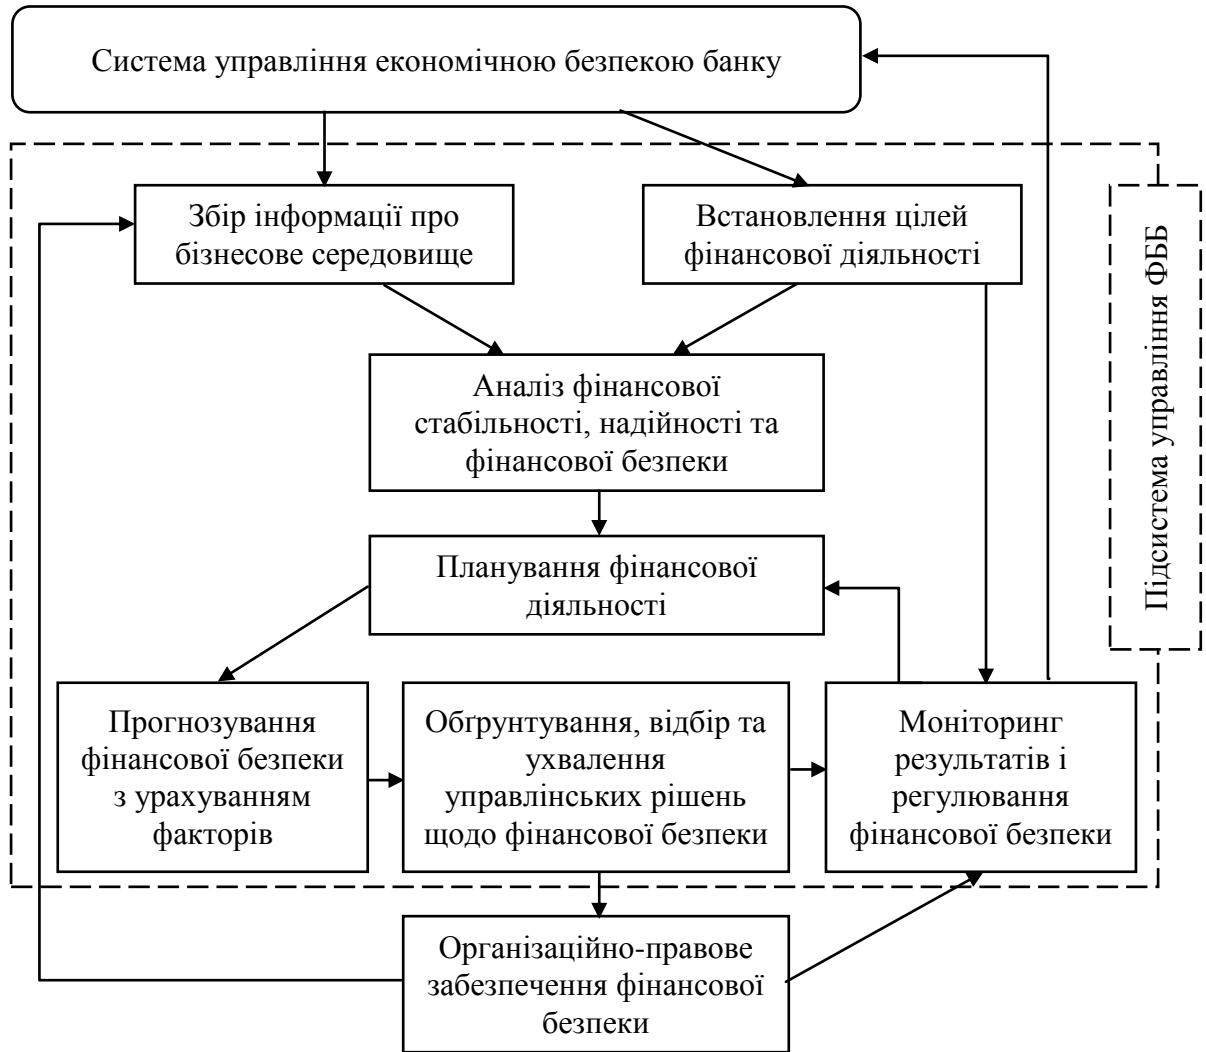 Система управління економічною безпекою банку
Збір інформації про
бізнесове середовище
Встановлення цілей
фінансової діяльності
Підсистема управління ФББ
Аналіз фінансової
стабільності, надійності та
фінансової безпеки
Планування фінансової
діяльності
Прогнозування
фінансової безпеки
з урахуванням
факторів
Обґрунтування, відбір та
ухвалення
управлінських рішень
щодо фінансової безпеки
Моніторинг
результатів і
регулювання
фінансової безпеки
Організаційно-правове
забезпечення фінансової
безпеки